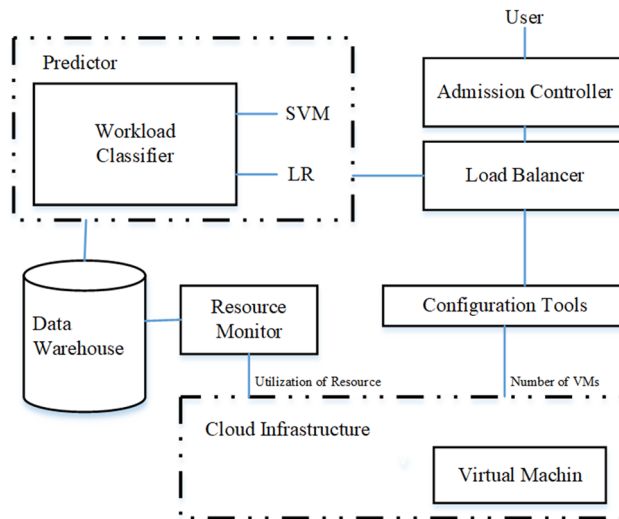 User
Predictor
Admission Controller
Workload
Classifier
SVM
LR
Load Balancer
Data
Warehouse
Resource
Monitor
Configuration Tools
Utilization of Resource
Number of VMs
Cloud Infrastructure
Virtual Machin